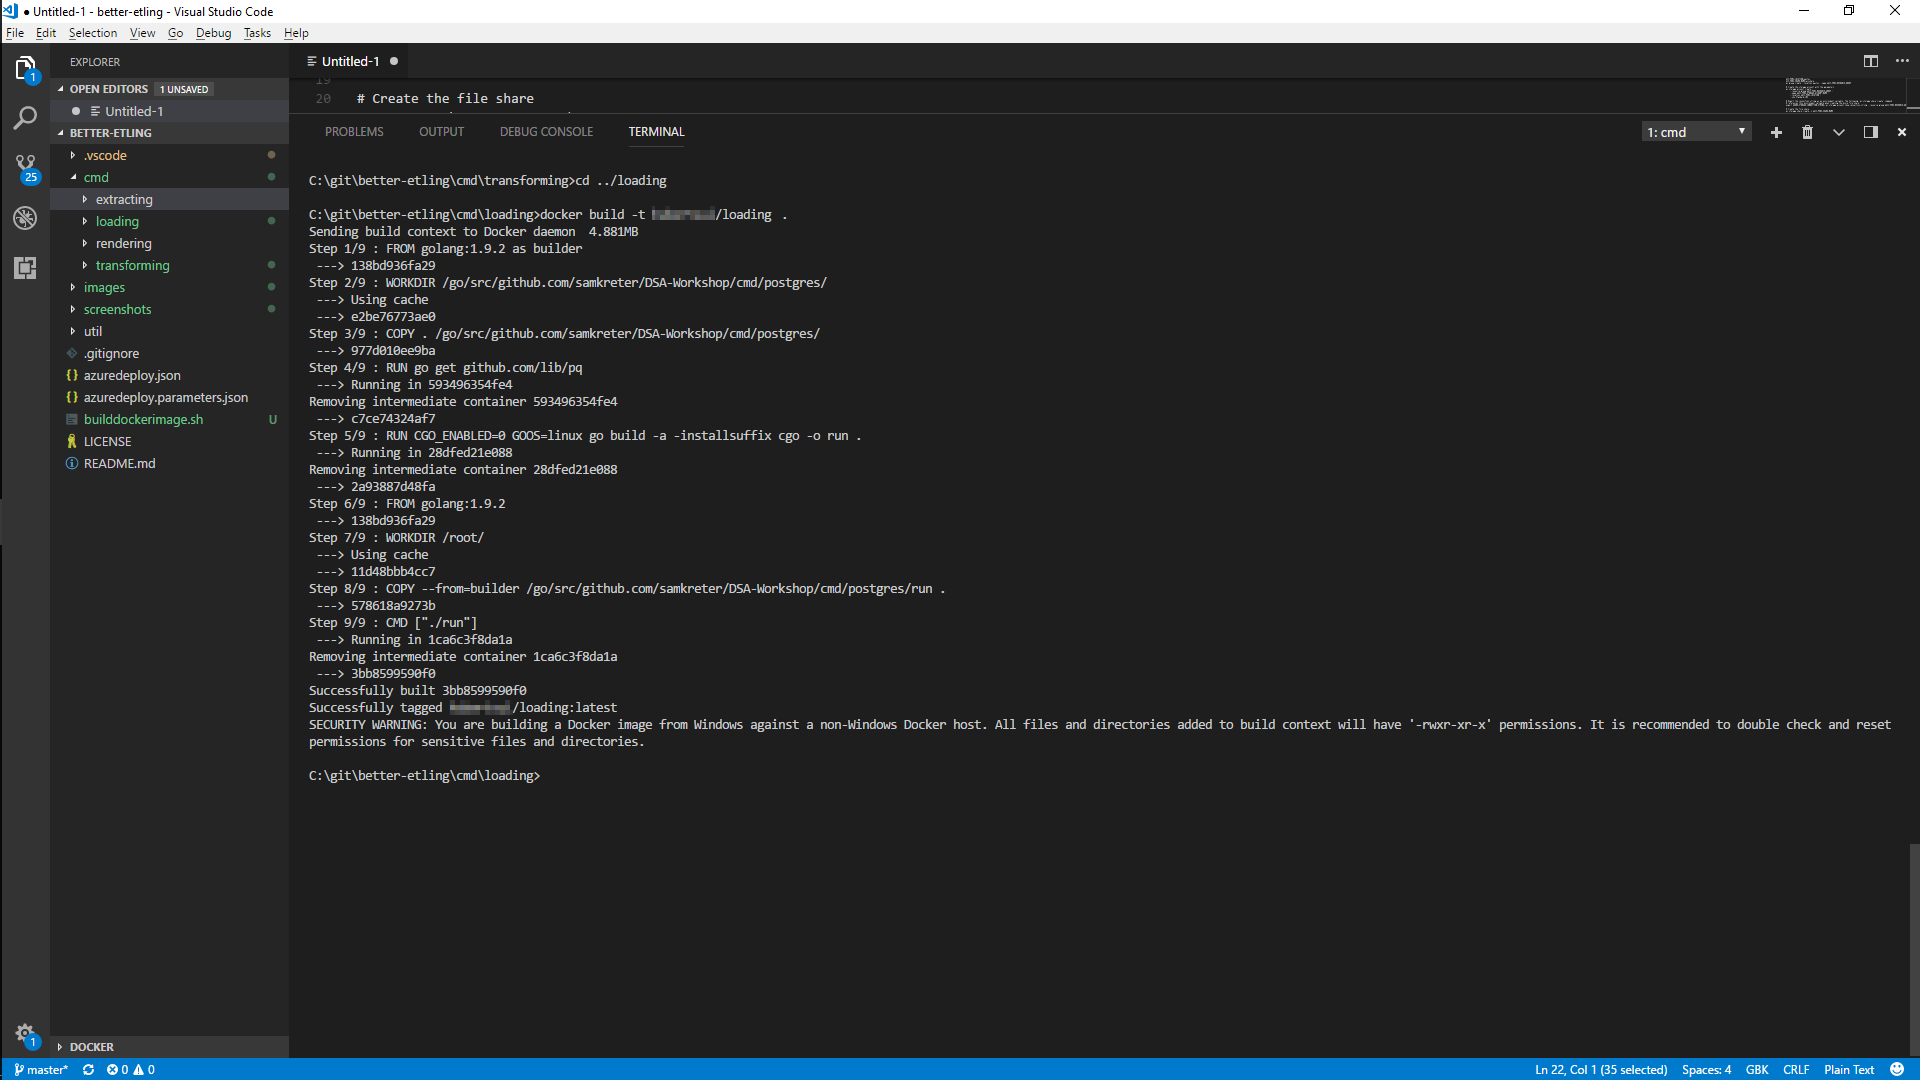 ● Untitled-1 - better-etling - Visual Studio Code
File Edit Selection View Go Debug Tasks Help
EXPLORER
OPEN EDITORS 1 UNSAVED
Untitled-1
BETTER-ETLING
.vscode
cmd
extracting
loading
rendering
transforming
images
screenshots
util
.gitignore
azuredeploy.json
azuredeploy.parameters.json
builddockerimage.sh U
LICENSE
README.md
DOCKER
1
25
1
Untitled-1
19
20 # Create the file share
PROBLEMS OUTPUT DEBUG CONSOLE TERMINAL
1: cmd
C:\git\better-etling\cmd\transforming>cd ../loading
C:\git\better-etling\cmd\loading>docker build -t /loading .
Sending build context to Docker daemon 4.881MB
Step 1/9 : FROM golang:1.9.2 as builder
---> 138bd936fa29
Step 2/9 : WORKDIR /go/src/github.com/samkreter/DSA-Workshop/cmd/postgres/
---> Using cache
---> e2be76773ae0
Step 3/9 : COPY . /go/src/github.com/samkreter/DSA-Workshop/cmd/postgres/
---> 977d010ee9ba
Step 4/9 : RUN go get github.com/lib/pq
---> Running in 593496354fe4
Removing intermediate container 593496354fe4
---> c7ce74324af7
Step 5/9 : RUN CGO_ENABLED=0 GOOS=linux go build -a -installsuffix cgo -o run .
---> Running in 28dfed21e088
Removing intermediate container 28dfed21e088
---> 2a93887d48fa
Step 6/9 : FROM golang:1.9.2
---> 138bd936fa29
Step 7/9 : WORKDIR /root/
---> Using cache
---> 11d48bbb4cc7
Step 8/9 : COPY --from=builder /go/src/github.com/samkreter/DSA-Workshop/cmd/postgres/run .
---> 578618a9273b
Step 9/9 : CMD ["./run"]
---> Running in 1ca6c3f8da1a
Removing intermediate container 1ca6c3f8da1a
---> 3bb8599590f0
Successfully built 3bb8599590f0
Successfully tagged /loading:latest
SECURITY WARNING: You are building a Docker image from Windows against a non-Windows Docker host. All files and directories added to build context will have '-rwxr-xr-x' permissions. It is recommended to double check and reset
permissions for sensitive files and directories.
C:\git\better-etling\cmd\loading>
master* 0 0 Ln 22, Col 1 (35 selected) Spaces: 4 GBK CRLF Plain Text